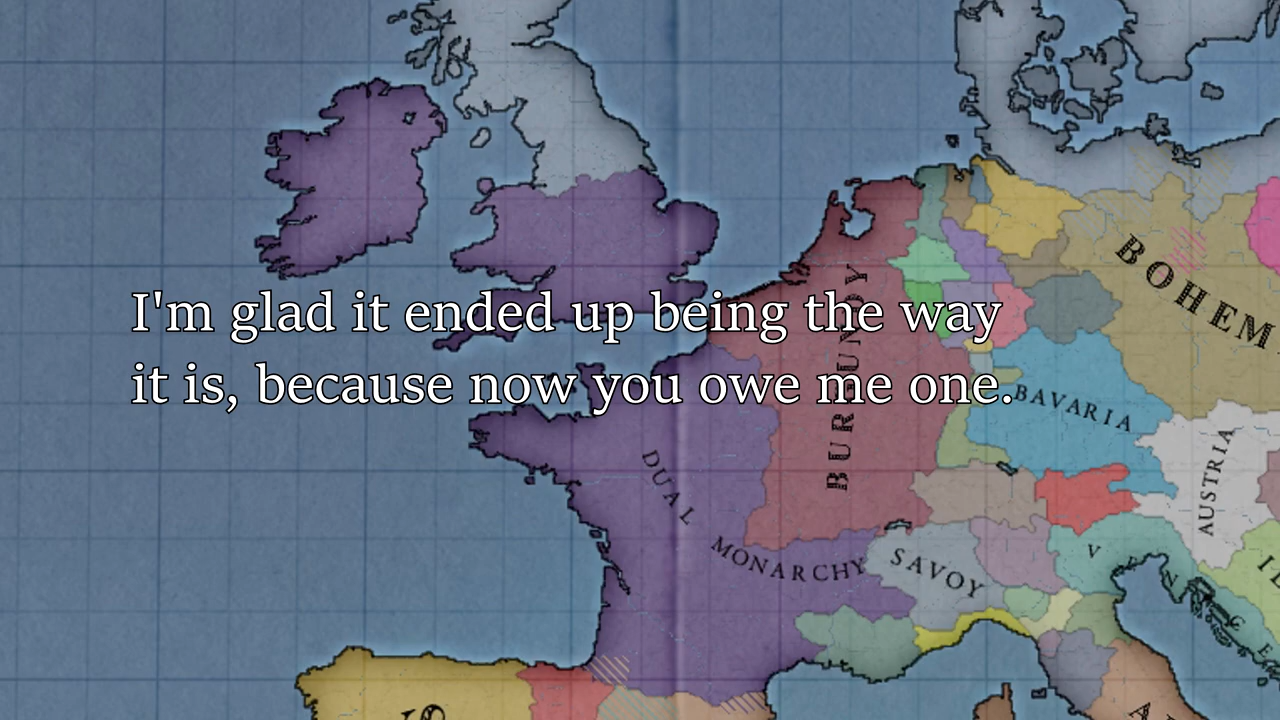 I'm glad it ended up being the way
it is, because now you owe me one.
BURGUNDY
BAVARIA
AUSTRIA
DUAL MONARCHY
SAVOY